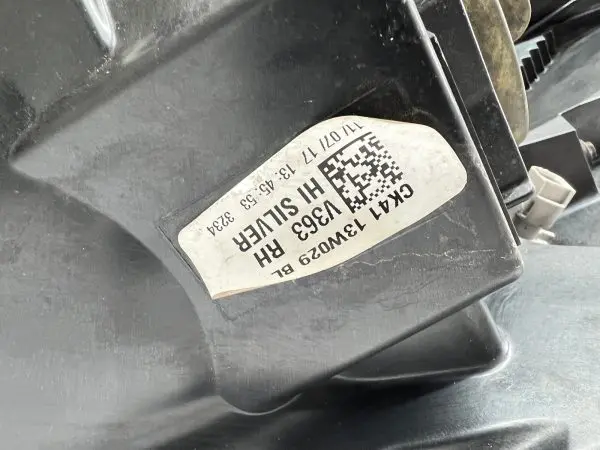 CK41 13W029 BL
V363 RH
HI SILVER
11/ 07/ 17 13: 45: 53 3234